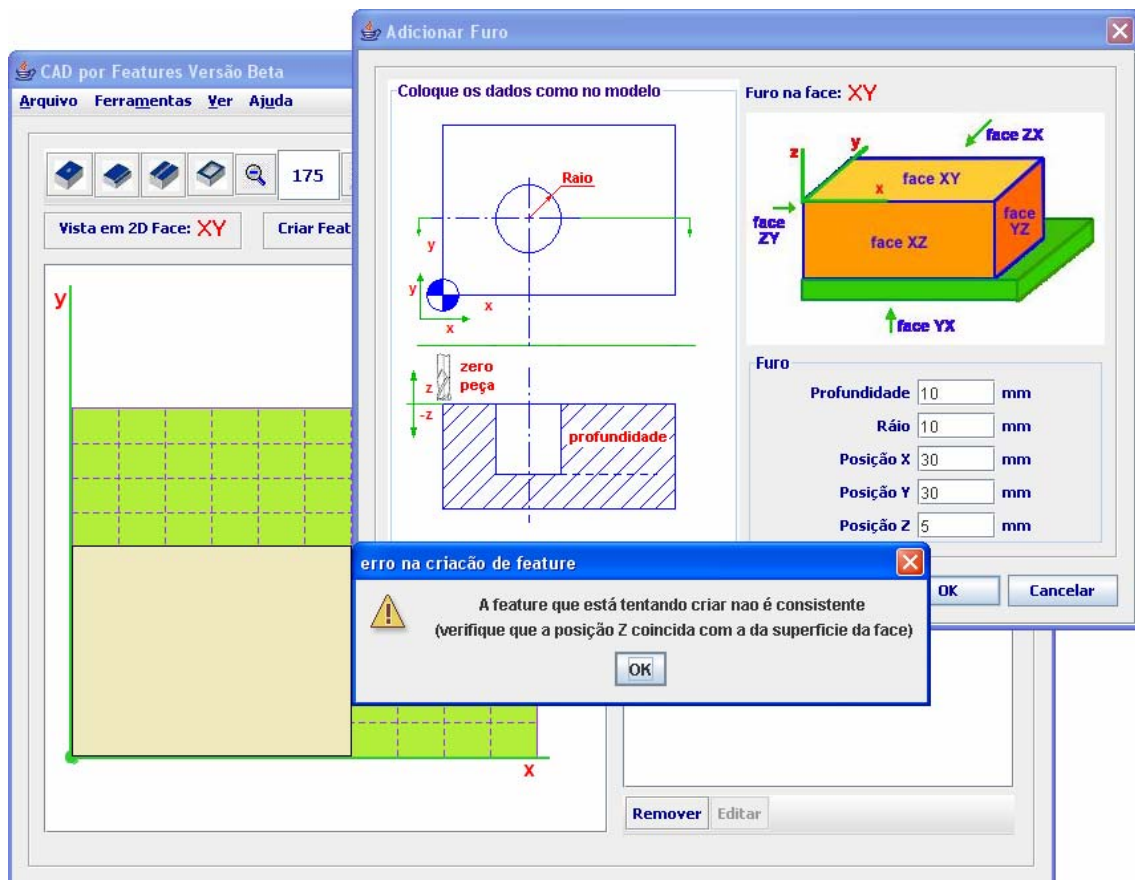 Adicionar Furo
CAD por Features Versão Beta
Arquivo Ferramentas Ver Ajuda
175
Vista em 2D Face: XY
Criar Feat
y
x
Coloque os dados como no modelo
Raio
y
y
x
x
zero
peça
z
-z
profundidade
Furo na face: XY
z
y
x
face ZX
face XY
face
ZY
face XZ
face
YZ
face YX
Furo
Profundidade 10 mm
Ráio 10 mm
Posição X 30 mm
Posição Y 30 mm
Posição Z 5 mm
OK Cancelar
erro na criacão de feature
A feature que está tentando criar nao é consistente
(verifique que a posição Z coincida com a da superficie da face)
OK
Remover Editar